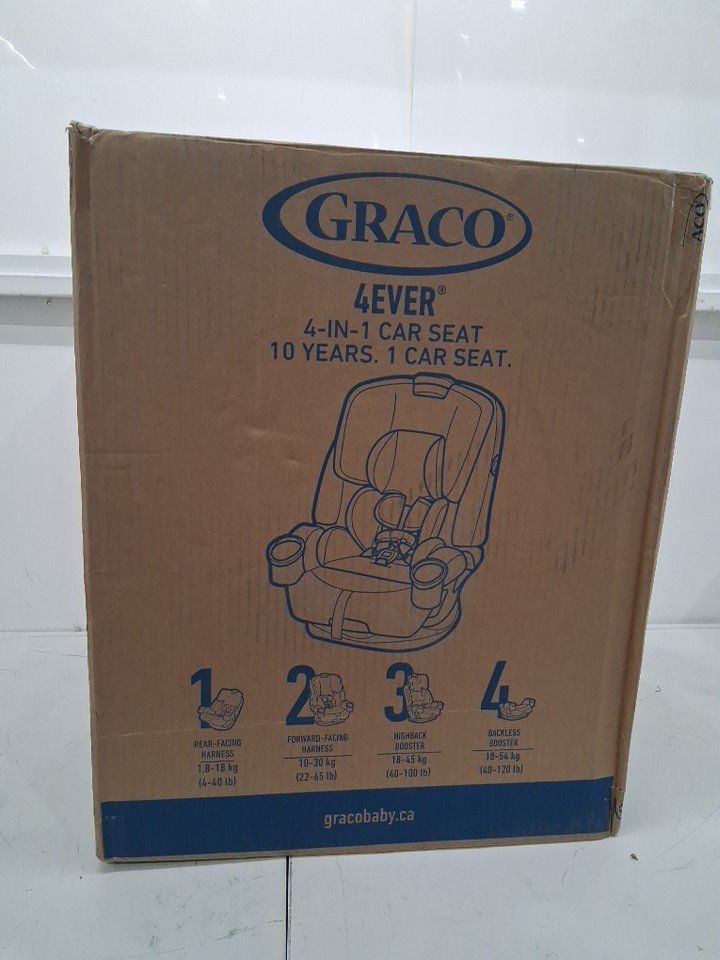 GRACO®
4EVER®
4-IN-1 CAR SEAT
10 YEARS. 1 CAR SEAT.
1
REAR-FACING
HARNESS
1.8-18 kg
(4-40 lb)
2
FORWARD-FACING
HARNESS
10-30 kg
(22-65 lb)
3
HIGHBACK
BOOSTER
18-45 kg
(40-100 lb)
4
BACKLESS
BOOSTER
18-54 kg
(40-120 lb)
gracobaby.ca
ACO